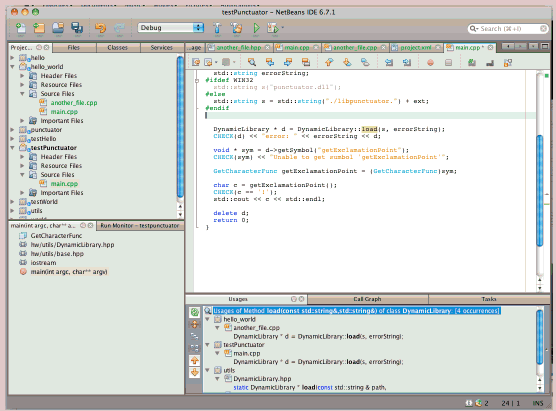 testPunctuator - NetBeans IDE 6.7.1
Debug
Search (⌘+I)
Projec...
Files
Classes
Services
...age
another_file.hpp
main.cpp
another_file.cpp
project.xml
main.cpp *
hello
hello_world
Header Files
Resource Files
Source Files
another_file.cpp
main.cpp
Important Files
punctuator
testHello
testPunctuator
Header Files
Resource Files
Source Files
main.cpp
Important Files
testWorld
utils
std::string errorString;
#ifdef WIN32
std::string s("punctuator.dll");
#else
std::string s = std::string("./libpunctuator.") + ext;
#endif
DynamicLibrary * d = DynamicLibrary::load(s, errorString);
CHECK(d) << "error: " << errorString << d;
void * sym = d->getSymbol("getExclamationPoint");
CHECK(sym) << "Unable to get symbol 'getExclamationPoint'";
GetCharacterFunc getExclamationPoint = (GetCharacterFunc)sym;
char c = getExclamationPoint();
CHECK(c == '!');
std::cout << c << std::endl;
delete d;
return 0;
}
main(int argc, char** a...
Run Monitor - testpunctuator
GetCharacterFunc
hw/utils/DynamicLibrary.hpp
hw/utils/base.hpp
iostream
main(int argc, char** argv)
Usages
Call Graph
Tasks
Usages of Method load(const std::string&,std::string&) of class DynamicLibrary: [4 occurrences]
hello_world
another_file.cpp
DynamicLibrary * d = DynamicLibrary::load(s, errorString);
testPunctuator
main.cpp
DynamicLibrary * d = DynamicLibrary::load(s, errorString);
utils
DynamicLibrary.hpp
static DynamicLibrary * load(const std::string & path,
2
24 | 1
INS